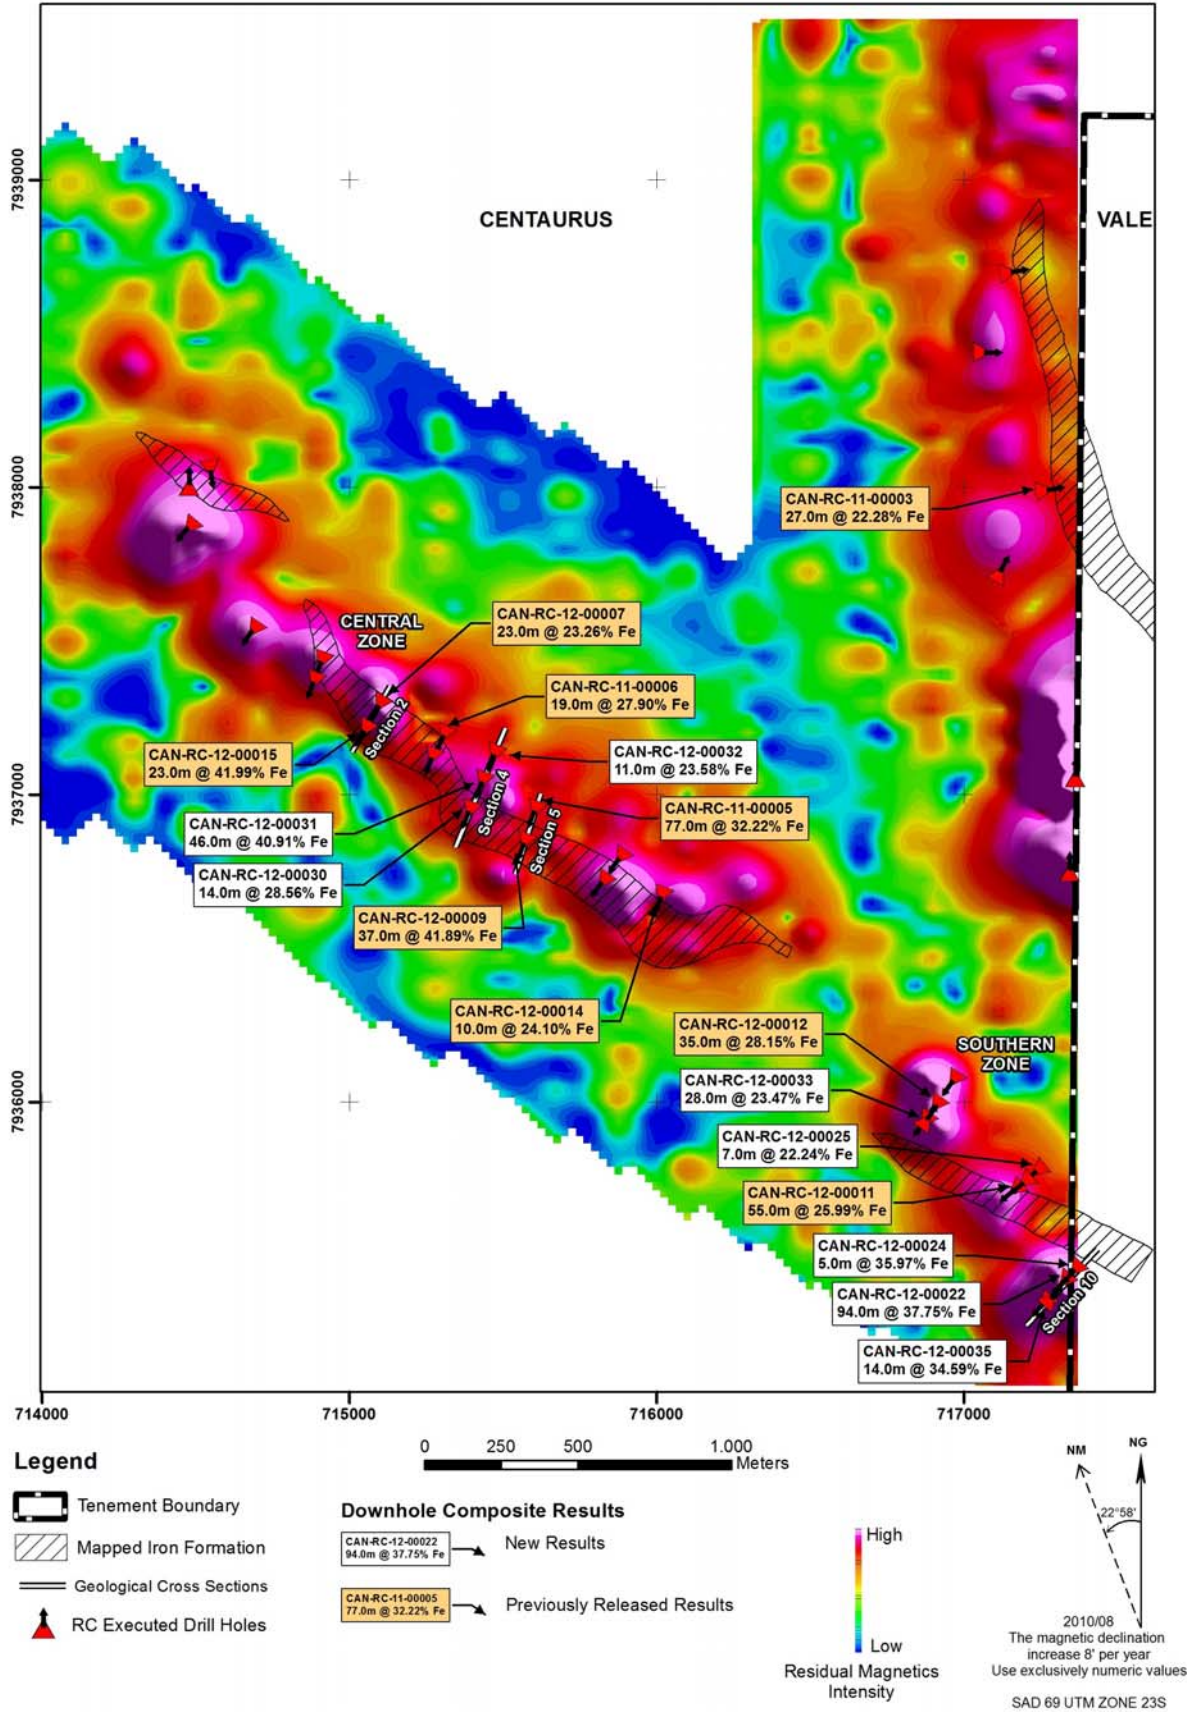 7939000
7938000
7937000
7936000
CENTAURUS
VALE
CAN-RC-11-00003
27.0m @ 22.28% Fe
CENTRAL
ZONE
CAN-RC-12-00007
23.0m @ 23.26% Fe
CAN-RC-11-00006
19.0m @ 27.90% Fe
Section 2
CAN-RC-12-00015
23.0m @ 41.99% Fe
CAN-RC-12-00032
11.0m @ 23.58% Fe
Section 4
CAN-RC-11-00005
77.0m @ 32.22% Fe
Section 5
CAN-RC-12-00031
46.0m @ 40.91% Fe
CAN-RC-12-00030
14.0m @ 28.56% Fe
CAN-RC-12-00009
37.0m @ 41.89% Fe
CAN-RC-12-00014
10.0m @ 24.10% Fe
CAN-RC-12-00012
35.0m @ 28.15% Fe
SOUTHERN
ZONE
CAN-RC-12-00033
28.0m @ 23.47% Fe
CAN-RC-12-00025
7.0m @ 22.24% Fe
CAN-RC-12-00011
55.0m @ 25.99% Fe
CAN-RC-12-00024
5.0m @ 35.97% Fe
CAN-RC-12-00022
94.0m @ 37.75% Fe
Section 10
CAN-RC-12-00035
14.0m @ 34.59% Fe
714000
715000
716000
717000
Legend
Tenement Boundary
Mapped Iron Formation
Geological Cross Sections
RC Executed Drill Holes
0 250 500 1.000
Meters
Downhole Composite Results
CAN-RC-12-00022
94.0m @ 37.75% Fe
New Results
CAN-RC-11-00005
77.0m @ 32.22% Fe
Previously Released Results
High
Low
Residual Magnetics
Intensity
NM
NG
22°58'
2010/08
The magnetic declination
increase 8' per year
Use exclusively numeric values
SAD 69 UTM ZONE 23S